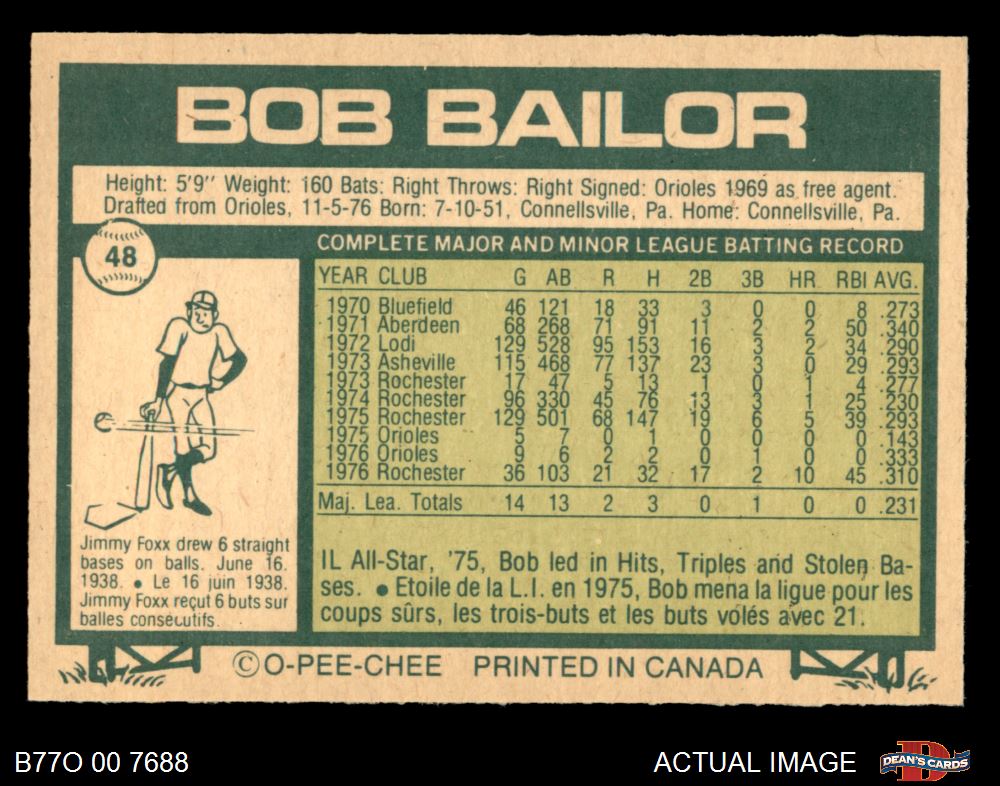 BOB BAILOR
Height: 5'9'' Weight: 160 Bats: Right Throws: Right Signed: Orioles 1969 as free agent.
Drafted from Orioles, 11-5-76 Born: 7-10-51, Connellsville, Pa. Home: Connellsville, Pa.
48
COMPLETE MAJOR AND MINOR LEAGUE BATTING RECORD
YEAR CLUB G AB R H 2B 3B HR RBI AVG.
1970 Bluefield 46 121 18 33 3 0 0 8 .273
1971 Aberdeen 68 268 71 91 11 2 2 50 .340
1972 Lodi 129 528 95 153 16 3 2 34 .290
1973 Asheville 115 468 77 137 23 3 0 29 .293
1973 Rochester 17 47 5 13 1 0 1 4 .277
1974 Rochester 96 330 45 76 13 3 1 25 .230
1975 Rochester 129 501 68 147 19 6 5 39 .293
1975 Orioles 5 7 0 1 0 0 0 0 .143
1976 Orioles 9 6 2 2 0 1 0 0 .333
1976 Rochester 36 103 21 32 17 2 10 45 .310
Maj. Lea. Totals 14 13 2 3 0 1 0 0 .231
Jimmy Foxx drew 6 straight
bases on balls. June 16.
1938. • Le 16 juin 1938.
Jimmy Foxx reçut 6 buts sur
balles consécutifs.
IL All-Star, '75, Bob led in Hits, Triples and Stolen Ba-
ses. • Etoile de la L.I. en 1975, Bob mena la ligue pour les
coups sûrs, les trois-buts et les buts volés avec 21.
©O-PEE-CHEE PRINTED IN CANADA
B77O 00 7688
ACTUAL IMAGE
D
DEAN'S CARDS